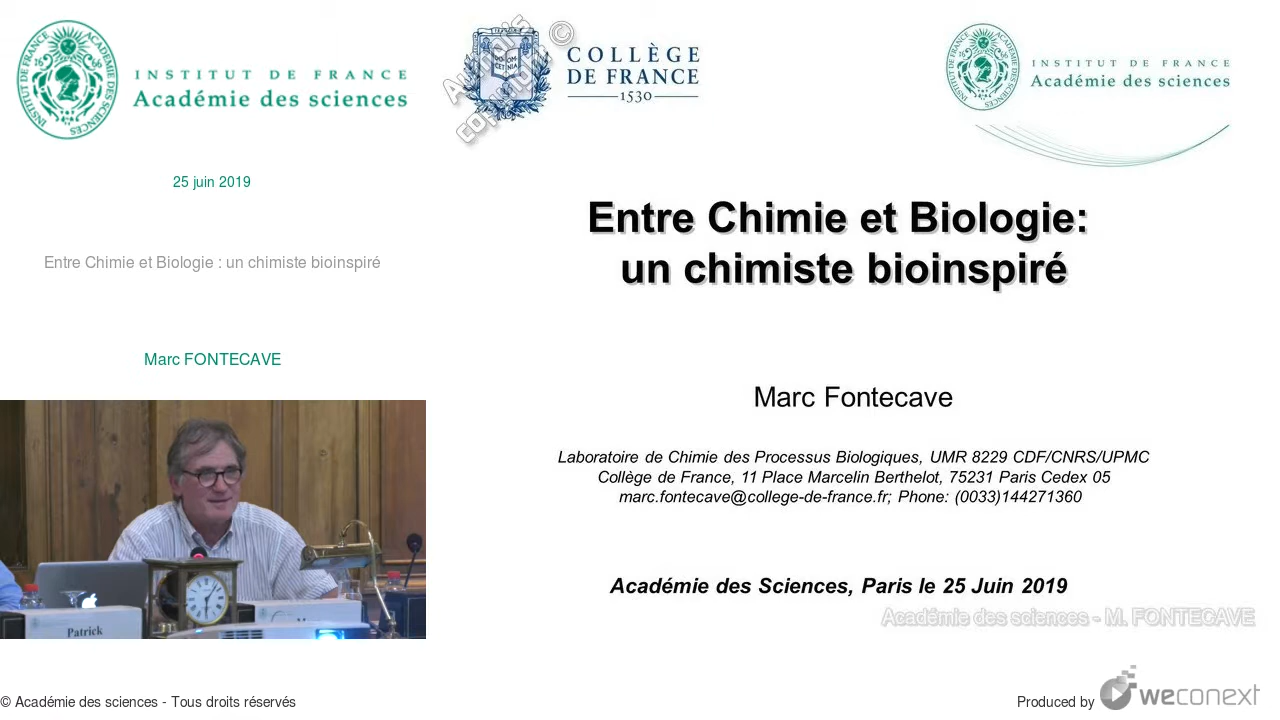 INSTITUT DE FRANCE
Académie des sciences
25 juin 2019
Entre Chimie et Biologie : un chimiste bioinspiré
Marc FONTECAVE
Patrick
© Académie des sciences - Tous droits réservés
COLLÈGE
DE FRANCE
1530
INSTITUT DE FRANCE
Académie des sciences
Entre Chimie et Biologie:
un chimiste bioinspiré
Marc Fontecave
Laboratoire de Chimie des Processus Biologiques, UMR 8229 CDF/CNRS/UPMC
Collège de France, 11 Place Marcelin Berthelot, 75231 Paris Cedex 05
marc.fontecave@college-de-france.fr; Phone: (0033)144271360
Académie des Sciences, Paris le 25 Juin 2019
Académie des sciences - M. FONTECAVE
Produced by weconext